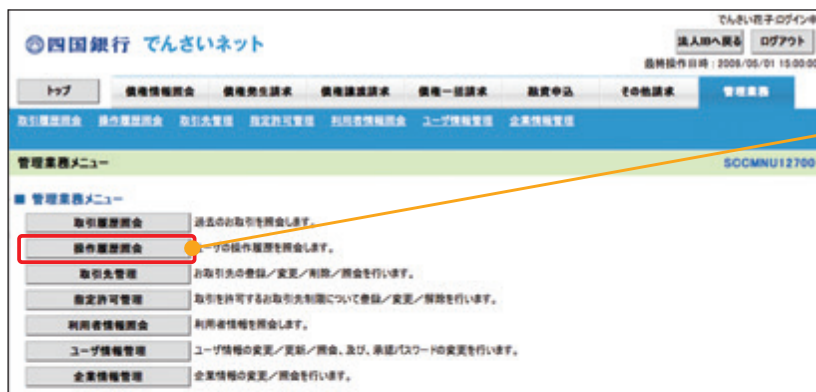 でんさい花子:ログイン中
四国銀行 でんさいネット
法人IBへ戻る ログアウト
最終操作日時：2009/05/01 15:00:00
トップ 債権情報照会 債権発生請求 債権譲渡請求 債権一括請求 融資申込 その他請求 管理業務
取引履歴照会 操作履歴照会 取引先管理 指定許可管理 利用者情報照会 ユーザ情報管理 企業情報管理
管理業務メニュー SCCMNU12700
■ 管理業務メニュー
取引履歴照会 過去のお取引を照会します。
操作履歴照会 ーザの操作履歴を照会します。
取引先管理 お取引先の登録／変更／削除／照会を行います。
指定許可管理 取引を許可するお取引先制限について登録／変更／解除を行います。
利用者情報照会 利用者情報を照会します。
ユーザ情報管理 ユーザ情報の変更／更新／照会、及び、承認パスワードの変更を行います。
企業情報管理 企業情報の変更／照会を行います。